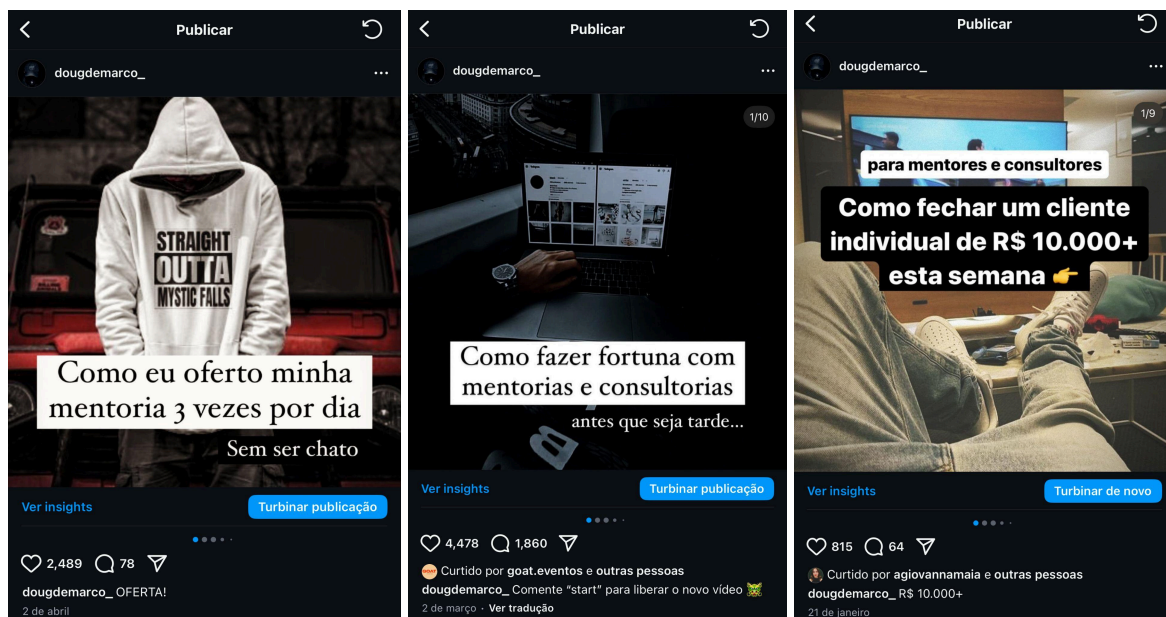 Publicar
dougdemarco_
STRAIGHT
OUTTA
MYSTIC FALLS
Como eu oferto minha
mentoria 3 vezes por dia
Sem ser chato
Ver insights
Turbinar publicação
2,489
78
dougdemarco_ OFERTA!
2 de abril
Publicar
dougdemarco_
1/10
Como fazer fortuna com
mentorias e consultorias
antes que seja tarde...
Ver insights
Turbinar publicação
4,478
1,860
GOAT
Curtido por goat.eventos e outras pessoas
dougdemarco_ Comente “start” para liberar o novo vídeo 🐯
2 de março · Ver tradução
Publicar
dougdemarco_
1/9
para mentores e consultores
Como fechar um cliente
individual de R$ 10.000+
esta semana 👉
Ver insights
Turbinar de novo
815
64
Curtido por agiovannamaia e outras pessoas
dougdemarco_ R$ 10.000+
21 de janeiro